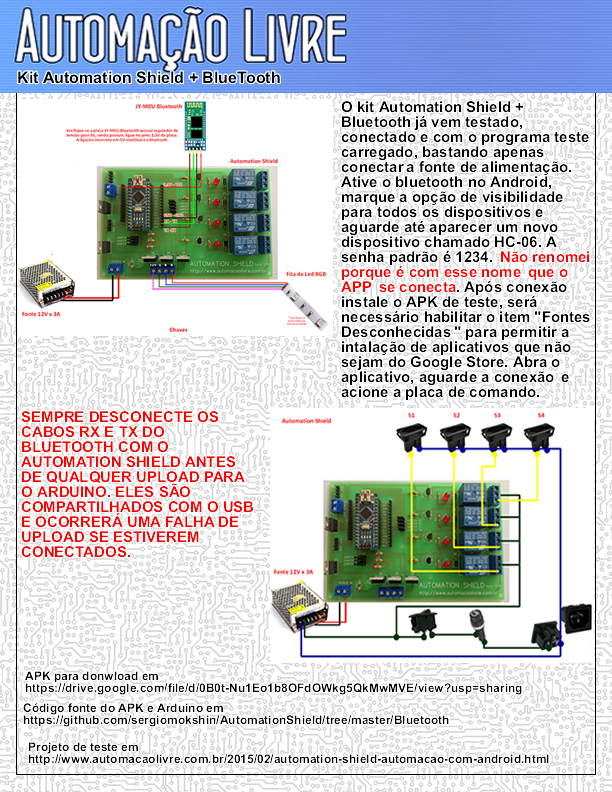 AUTOMAÇÃO LIVRE
Kit Automation Shield + BlueTooth
JY-MCU Bluetooth
Verifique se a placa JY-MCU Bluetooth possui regulador de
tensão para 5V, senão possuir, ligue no pino 3,3V da placa.
A ligação incorreta em 5V inutilizará o bluetooth.
Automation Shield
AUTOMATION SHIELD
http://www.automacaolivre.com.br
Fita de Led RGB
Fonte 12V x 3A
Chaves
O kit Automation Shield +
Bluetooth já vem testado,
conectado e com o programa teste
carregado, bastando apenas
conectar a fonte de alimentação.
Ative o bluetooth no Android,
marque a opção de visibilidade
para todos os dispositivos e
aguarde até aparecer um novo
dispositivo chamado HC-06. A
senha padrão é 1234. Não renomei
porque é com esse nome que o
APP se conecta. Após conexão
instale o APK de teste, será
necessário habilitar o item "Fontes
Desconhecidas " para permitir a
intalação de aplicativos que não
sejam do Google Store. Abra o
aplicativo, aguarde a conexão e
acione a placa de comando.
SEMPRE DESCONECTE OS
CABOS RX E TX DO
BLUETOOTH COM O
AUTOMATION SHIELD ANTES
DE QUALQUER UPLOAD PARA
O ARDUINO. ELES SÃO
COMPARTILHADOS COM O USB
E OCORRERÁ UMA FALHA DE
UPLOAD SE ESTIVEREM
CONECTADOS.
Automation Shield
S1 S2 S3 S4
Fonte 12V x 3A
AUTOMATION SHIELD
http://www.automacaolivre.com.br
APK para donwload em
https://drive.google.com/file/d/0B0t-Nu1Eo1b8OFdOWkg5QkMwMVE/view?usp=sharing
Código fonte do APK e Arduino em
https://github.com/sergiomokshin/AutomationShield/tree/master/Bluetooth
Projeto de teste em
http://www.automacaolivre.com.br/2015/02/automation-shield-automacao-com-android.html